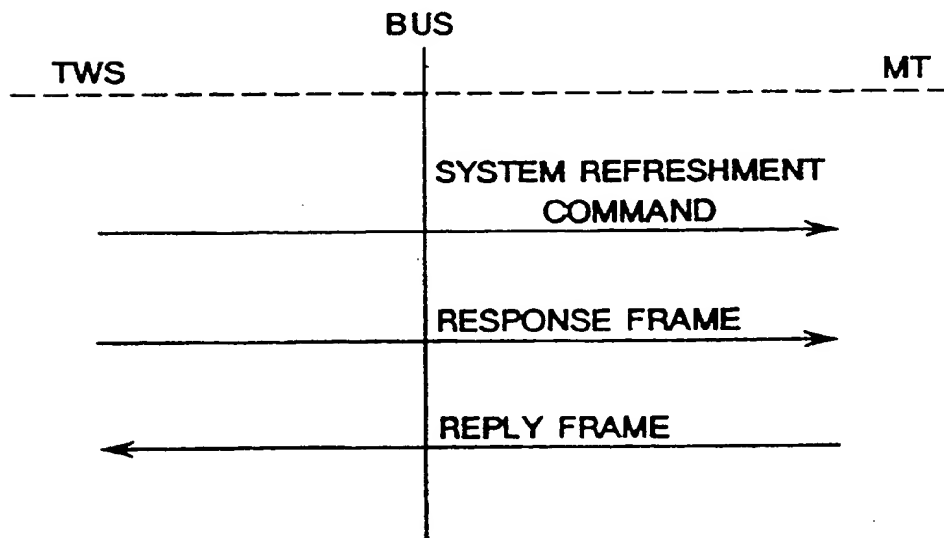 BUS
TWS
MT
SYSTEM REFRESHMENT
COMMAND
RESPONSE FRAME
REPLY FRAME